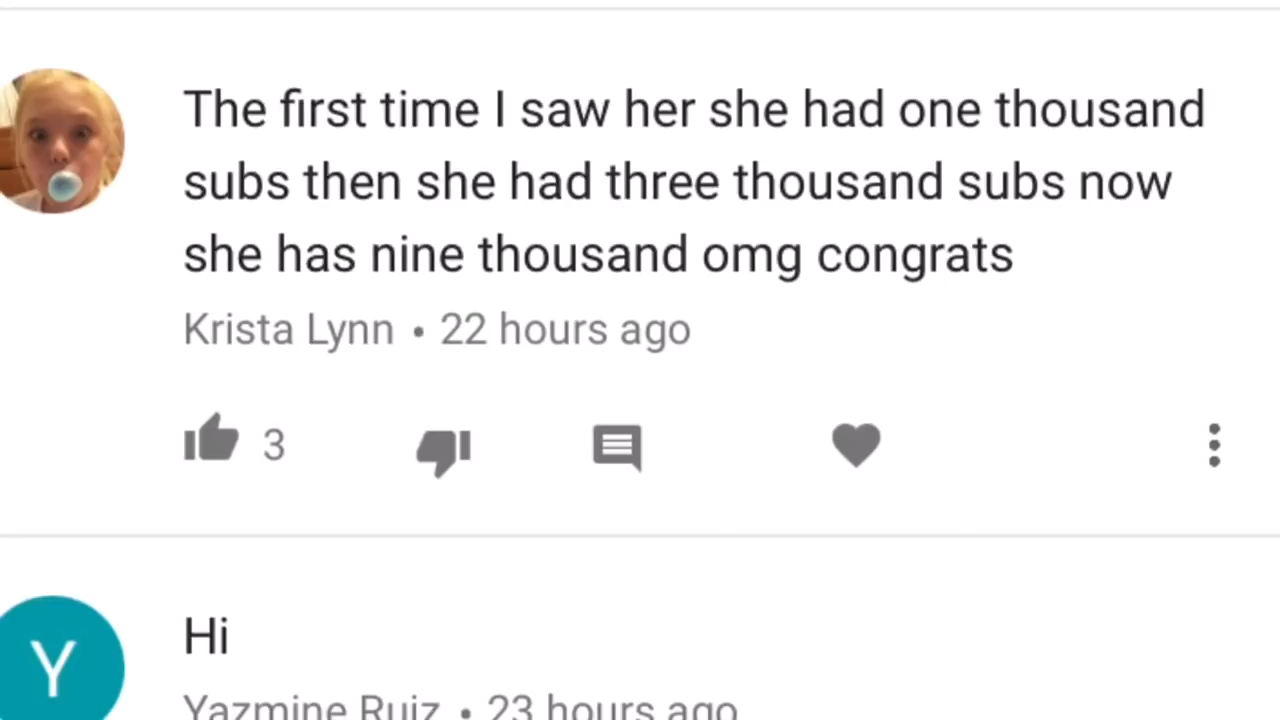 The first time I saw her she had one thousand
subs then she had three thousand subs now
she has nine thousand omg congrats
Krista Lynn • 22 hours ago
3
Y
Hi
Yazmine Ruiz • 23 hours ago